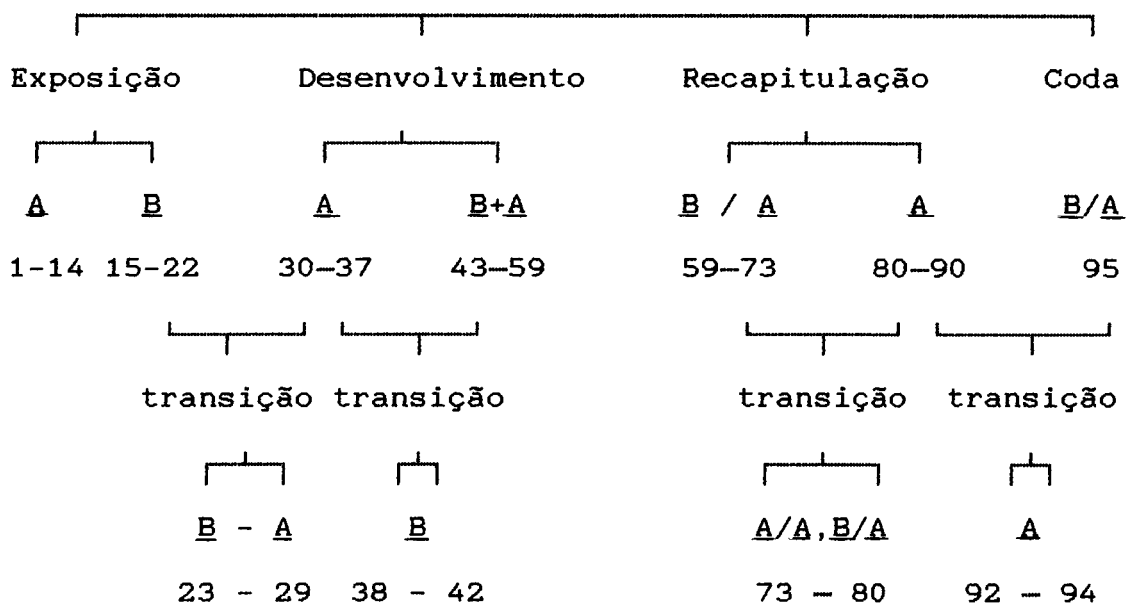 Exposição Desenvolvimento Recapitulação Coda
A B A B+A B / A A B/A
1-14 15-22 30—37 43—59 59—73 80—90 95
transição transição transição transição
B - A B A/A,B/A A
23 - 29 38 - 42 73 — 80 92 — 94